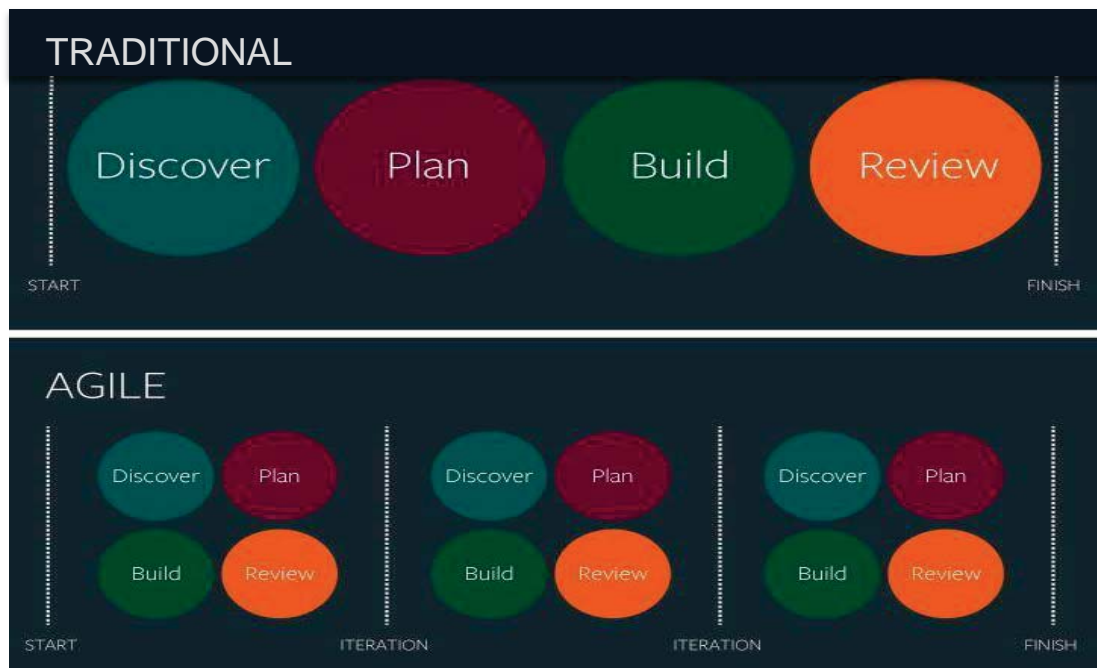 TRADITIONAL
Discover Plan Build Review
START FINISH
AGILE
Discover Plan Discover Plan Discover Plan
Build Review Build Review Build Review
START ITERATION ITERATION FINISH